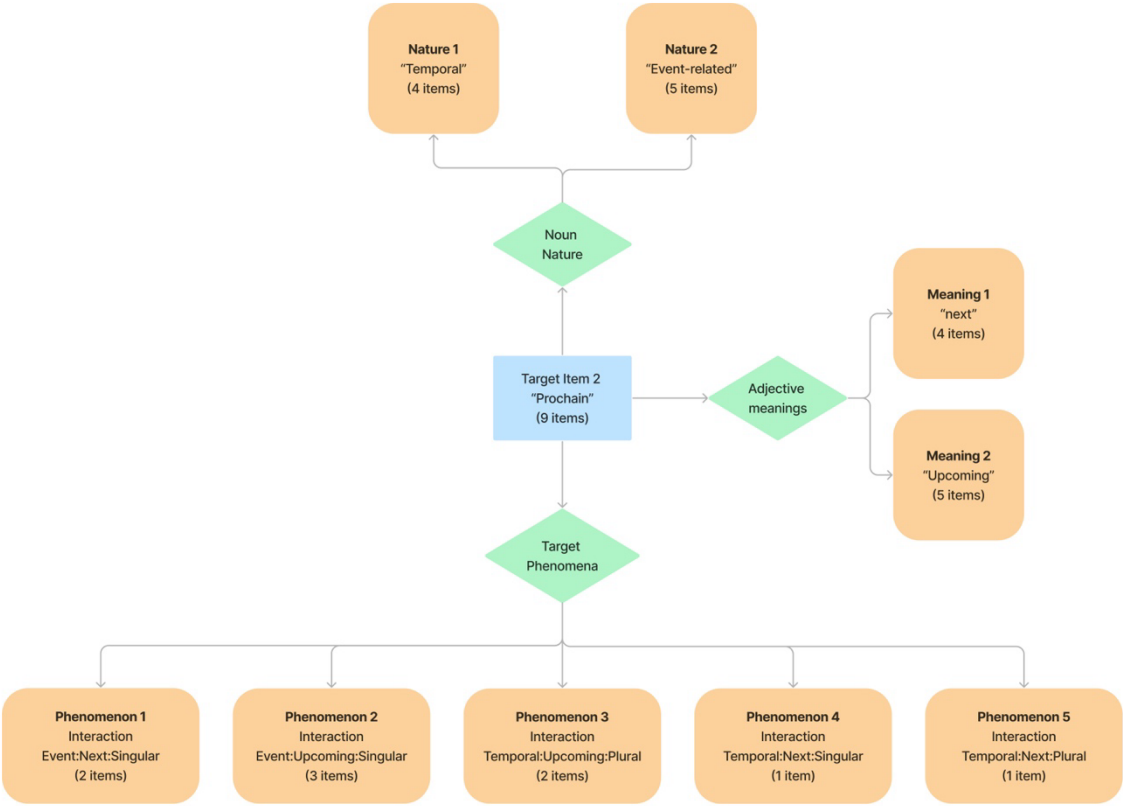 Nature 1
“Temporal”
(4 items)
Nature 2
“Event-related”
(5 items)
Noun
Nature
Meaning 1
“next”
(4 items)
Target Item 2
“Prochain”
(9 items)
Adjective
meanings
Meaning 2
“Upcoming”
(5 items)
Target
Phenomena
Phenomenon 1
Interaction
Event:Next:Singular
(2 items)
Phenomenon 2
Interaction
Event:Upcoming:Singular
(3 items)
Phenomenon 3
Interaction
Temporal:Upcoming:Plural
(2 items)
Phenomenon 4
Interaction
Temporal:Next:Singular
(1 item)
Phenomenon 5
Interaction
Temporal:Next:Plural
(1 item)